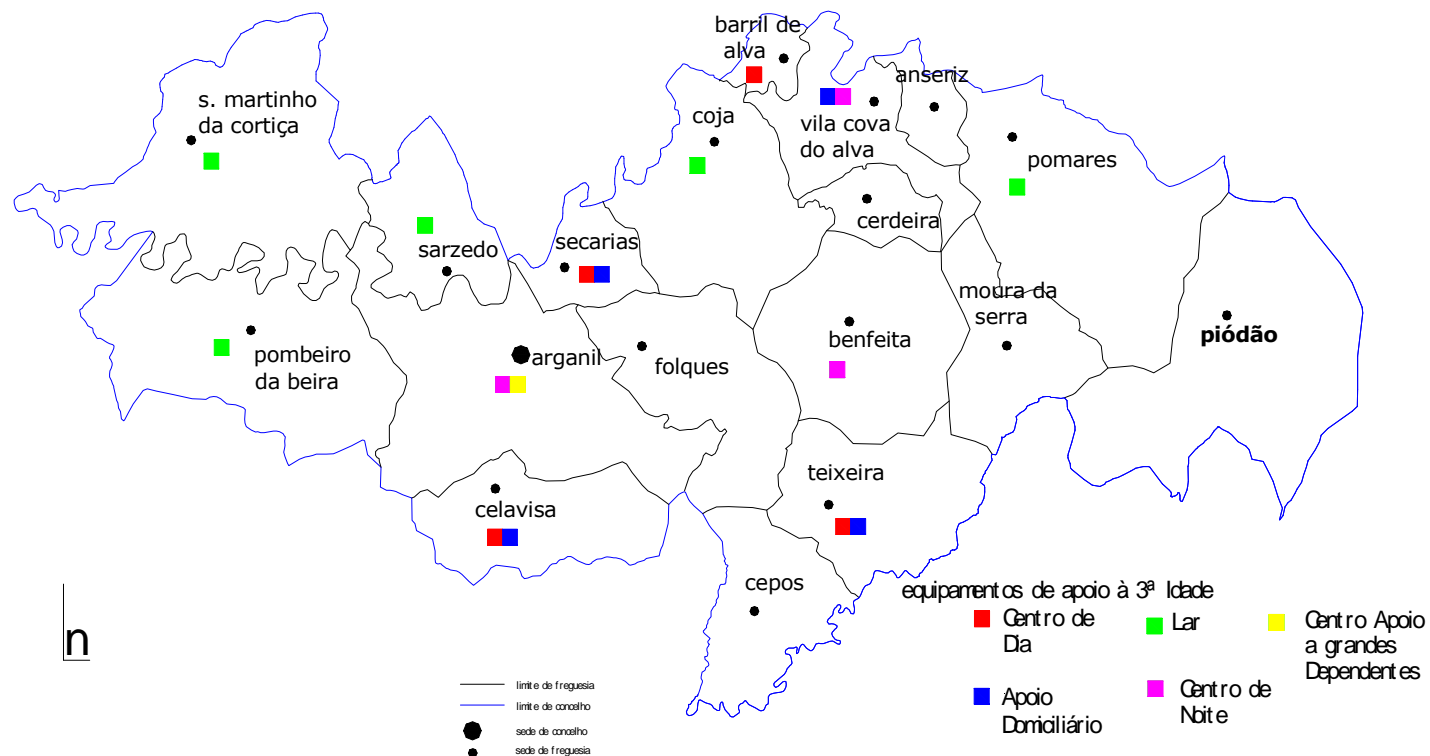 barril de
alva
anseriz
s. martinho
da cortiça
coja
vila cova
do alva
pomares
cerdeira
sarzedo
secarias
moura da
serra
piódão
benfeita
pombeiro
da beira
arganil
folques
teixeira
celavisa
cepos
equipamentos de apoio à 3ª Idade
Centro de
Dia
Lar
Centro Apoio
a grandes
Dependentes
Apoio
Domiciliário
Centro de
Noite
n
limite de freguesia
limite de concelho
sede de concelho
sede de freguesia